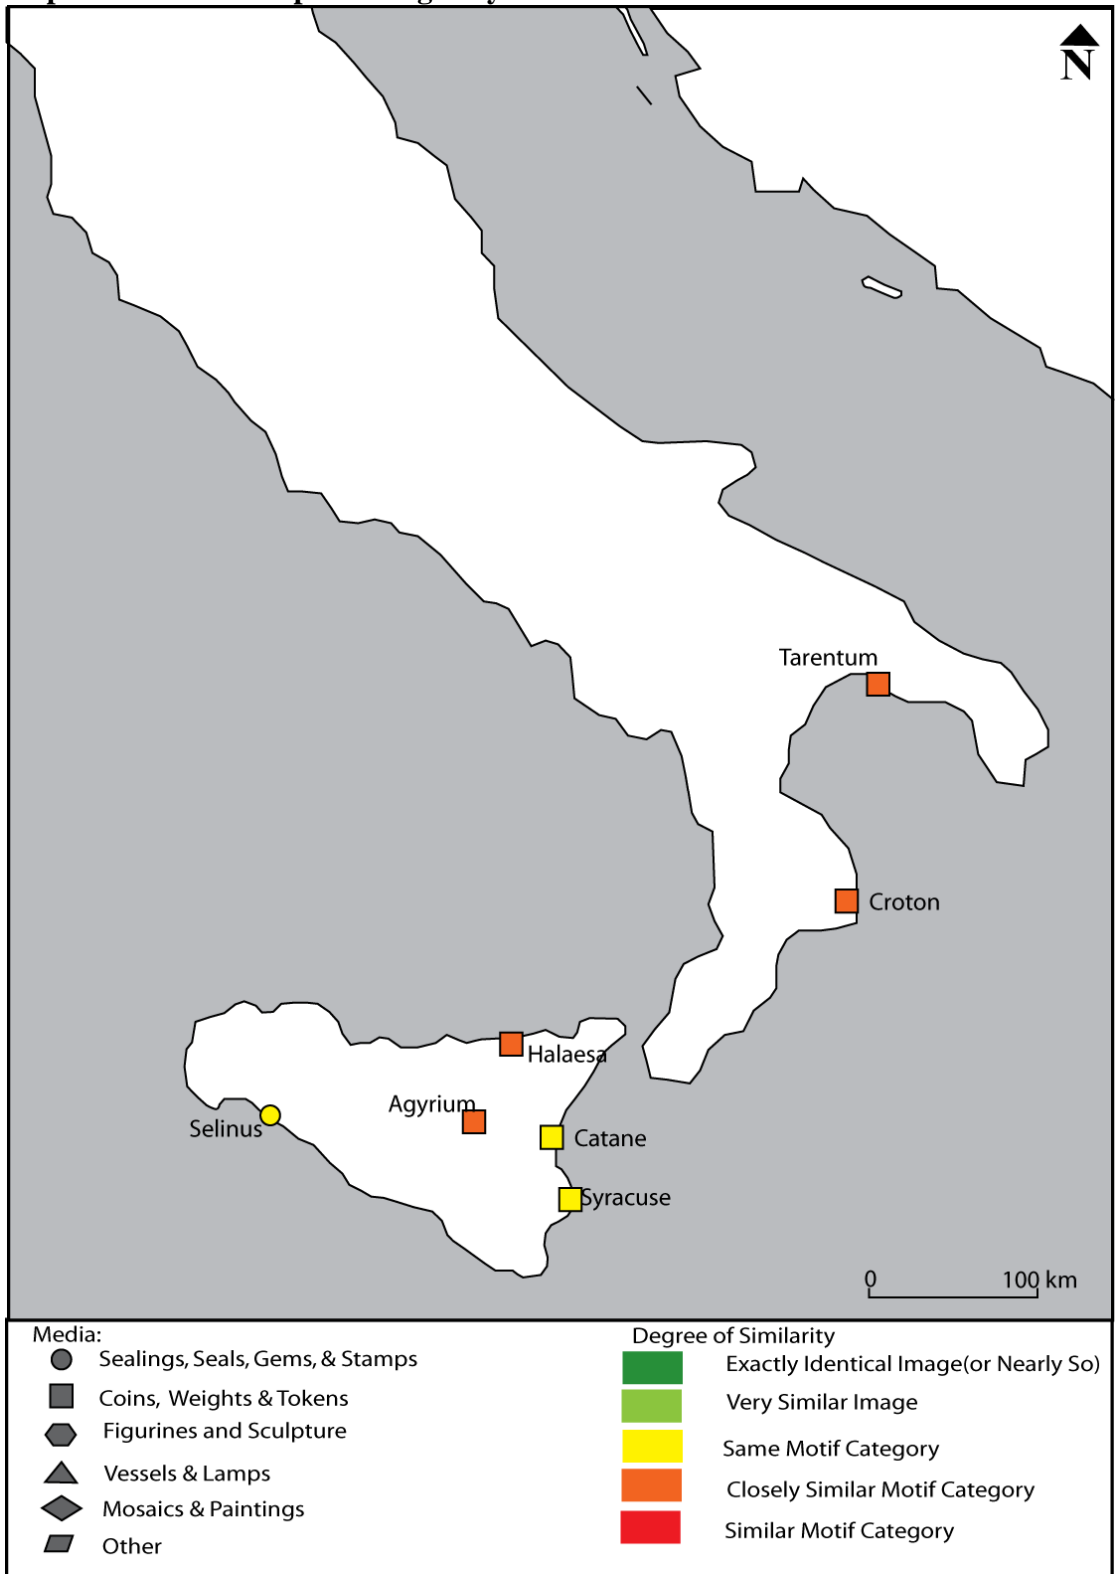 N
Tarentum
Croton
Halaesa
Agyrium
Selinus
Catane
Syracuse
0 100 km
Media:
Sealings, Seals, Gems, & Stamps
Coins, Weights & Tokens
Figurines and Sculpture
Vessels & Lamps
Mosaics & Paintings
Other
Degree of Similarity
Exactly Identical Image(or Nearly So)
Very Similar Image
Same Motif Category
Closely Similar Motif Category
Similar Motif Category